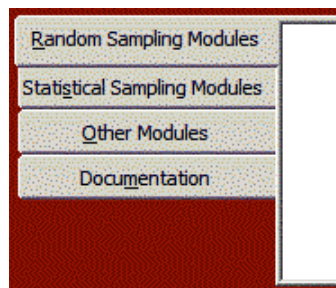 Random Sampling Modules
Statistical Sampling Modules
Other Modules
Documentation